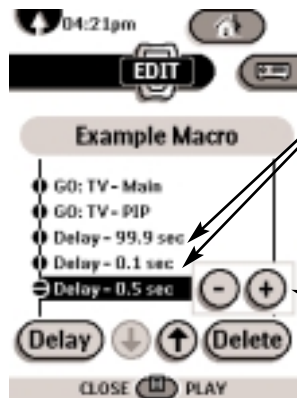 04:21pm
EDIT
Example Macro
GO: TV - Main
GO: TV - PIP
Delay - 99.9 sec
Delay - 0.1 sec
Delay - 0.5 sec
- +
Delay Delete
CLOSE PLAY